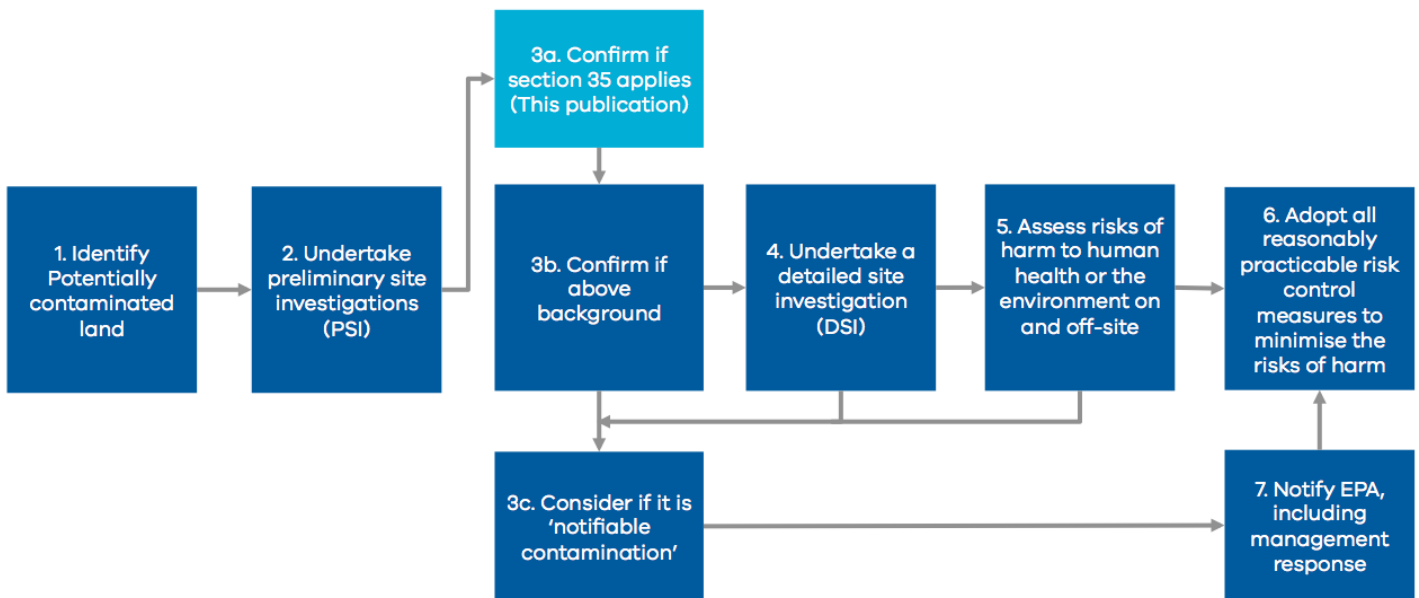 3a. Confirm if
section 35 applies
(This publication)
1. Identify
Potentially
contaminated
land
2. Undertake
preliminary site
investigations
(PSI)
3b. Confirm if
above
background
4. Undertake a
detailed site
investigation
(DSI)
5. Assess risks of
harm to human
health or the
environment on
and off-site
6. Adopt all
reasonably
practicable risk
control
measures to
minimise the
risks of harm
3c. Consider if it is
‘notifiable
contamination’
7. Notify EPA,
including
management
response